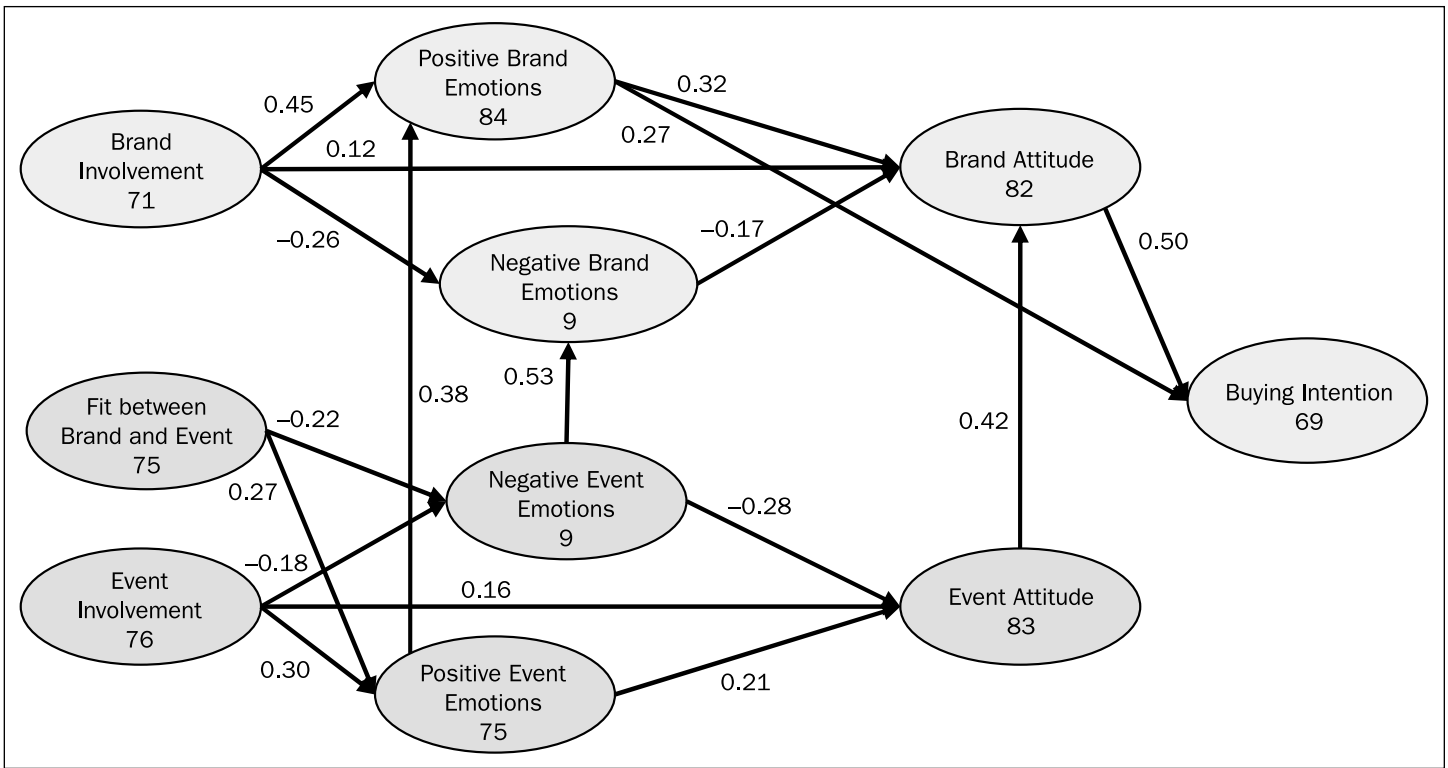 Positive Brand
Emotions
84
0.45
0.32
Brand
Involvement
71
0.12
0.27
Brand Attitude
82
–0.26
–0.17
0.50
Negative Brand
Emotions
9
0.53
0.38
Fit between
Brand and Event
75
–0.22
0.42
Buying Intention
69
0.27
Negative Event
Emotions
9
–0.28
–0.18
Event
Involvement
76
0.16
Event Attitude
83
0.30
Positive Event
Emotions
75
0.21